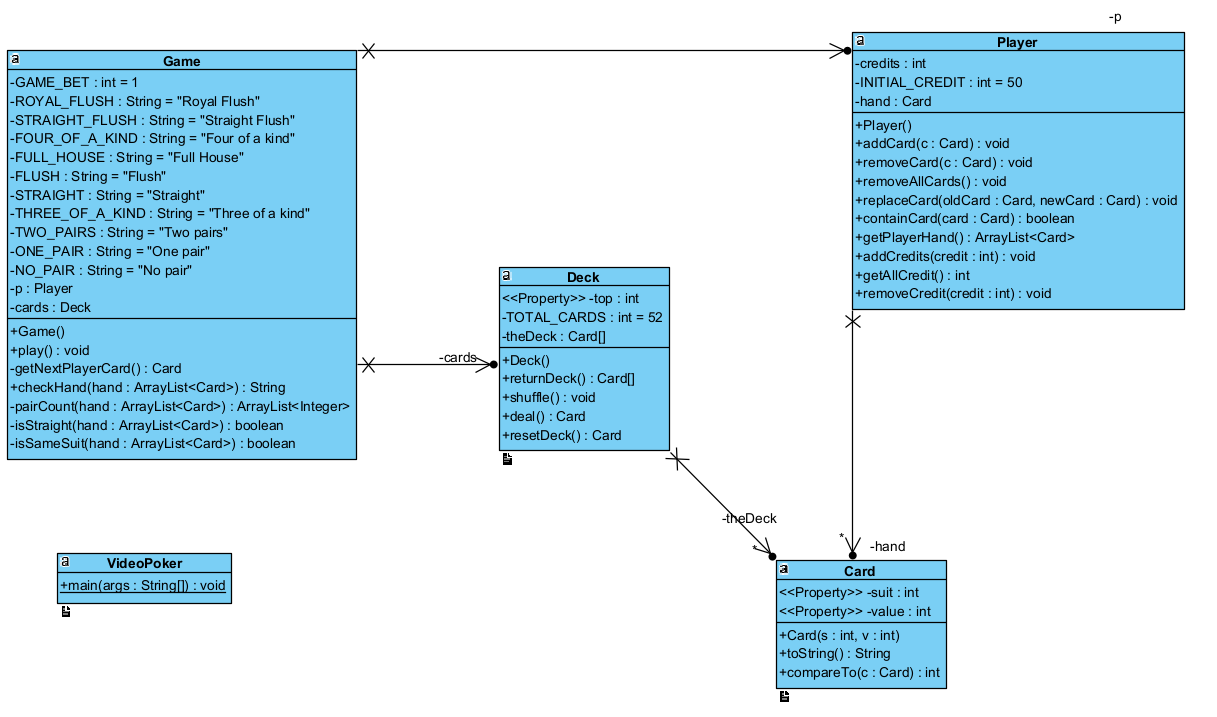 -p
a
Game
-GAME_BET : int = 1
-ROYAL_FLUSH : String = "Royal Flush"
-STRAIGHT_FLUSH : String = "Straight Flush"
-FOUR_OF_A_KIND : String = "Four of a kind"
-FULL_HOUSE : String = "Full House"
-FLUSH : String = "Flush"
-STRAIGHT : String = "Straight"
-THREE_OF_A_KIND : String = "Three of a kind"
-TWO_PAIRS : String = "Two pairs"
-ONE_PAIR : String = "One pair"
-NO_PAIR : String = "No pair"
-p : Player
-cards : Deck
+Game()
+play() : void
-getNextPlayerCard() : Card
+checkHand(hand : ArrayList<Card>) : String
-pairCount(hand : ArrayList<Card>) : ArrayList<Integer>
-isStraight(hand : ArrayList<Card>) : boolean
-isSameSuit(hand : ArrayList<Card>) : boolean
a
Player
-credits : int
-INITIAL_CREDIT : int = 50
-hand : Card
+Player()
+addCard(c : Card) : void
+removeCard(c : Card) : void
+removeAllCards() : void
+replaceCard(oldCard : Card, newCard : Card) : void
+containCard(card : Card) : boolean
+getPlayerHand() : ArrayList<Card>
+addCredits(credit : int) : void
+getAllCredit() : int
+removeCredit(credit : int) : void
-cards
a
Deck
<<Property>> -top : int
-TOTAL_CARDS : int = 52
-theDeck : Card[]
+Deck()
+returnDeck() : Card[]
+shuffle() : void
+deal() : Card
+resetDeck() : Card
-theDeck
*
*
-hand
a
VideoPoker
+main(args : String[]) : void
a
Card
<<Property>> -suit : int
<<Property>> -value : int
+Card(s : int, v : int)
+toString() : String
+compareTo(c : Card) : int